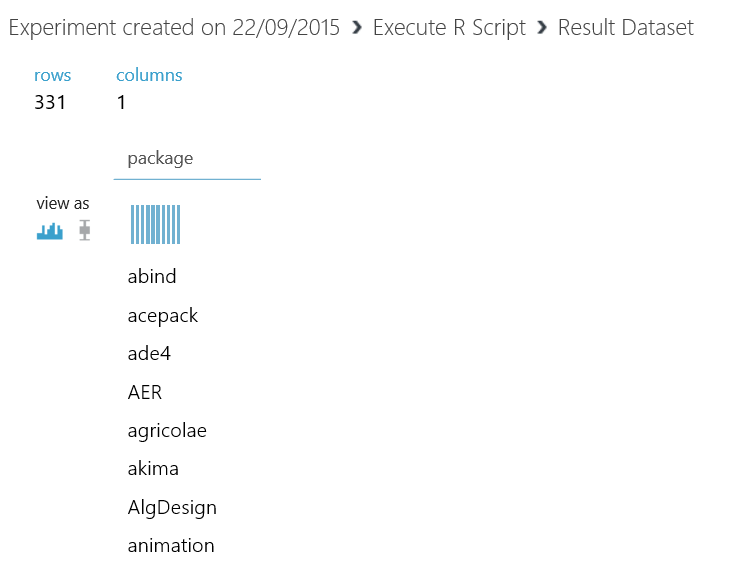 Experiment created on 22/09/2015 › Execute R Script › Result Dataset
rows columns
331 1
package
view as
abind
acepack
ade4
AER
agricolae
akima
AlgDesign
animation